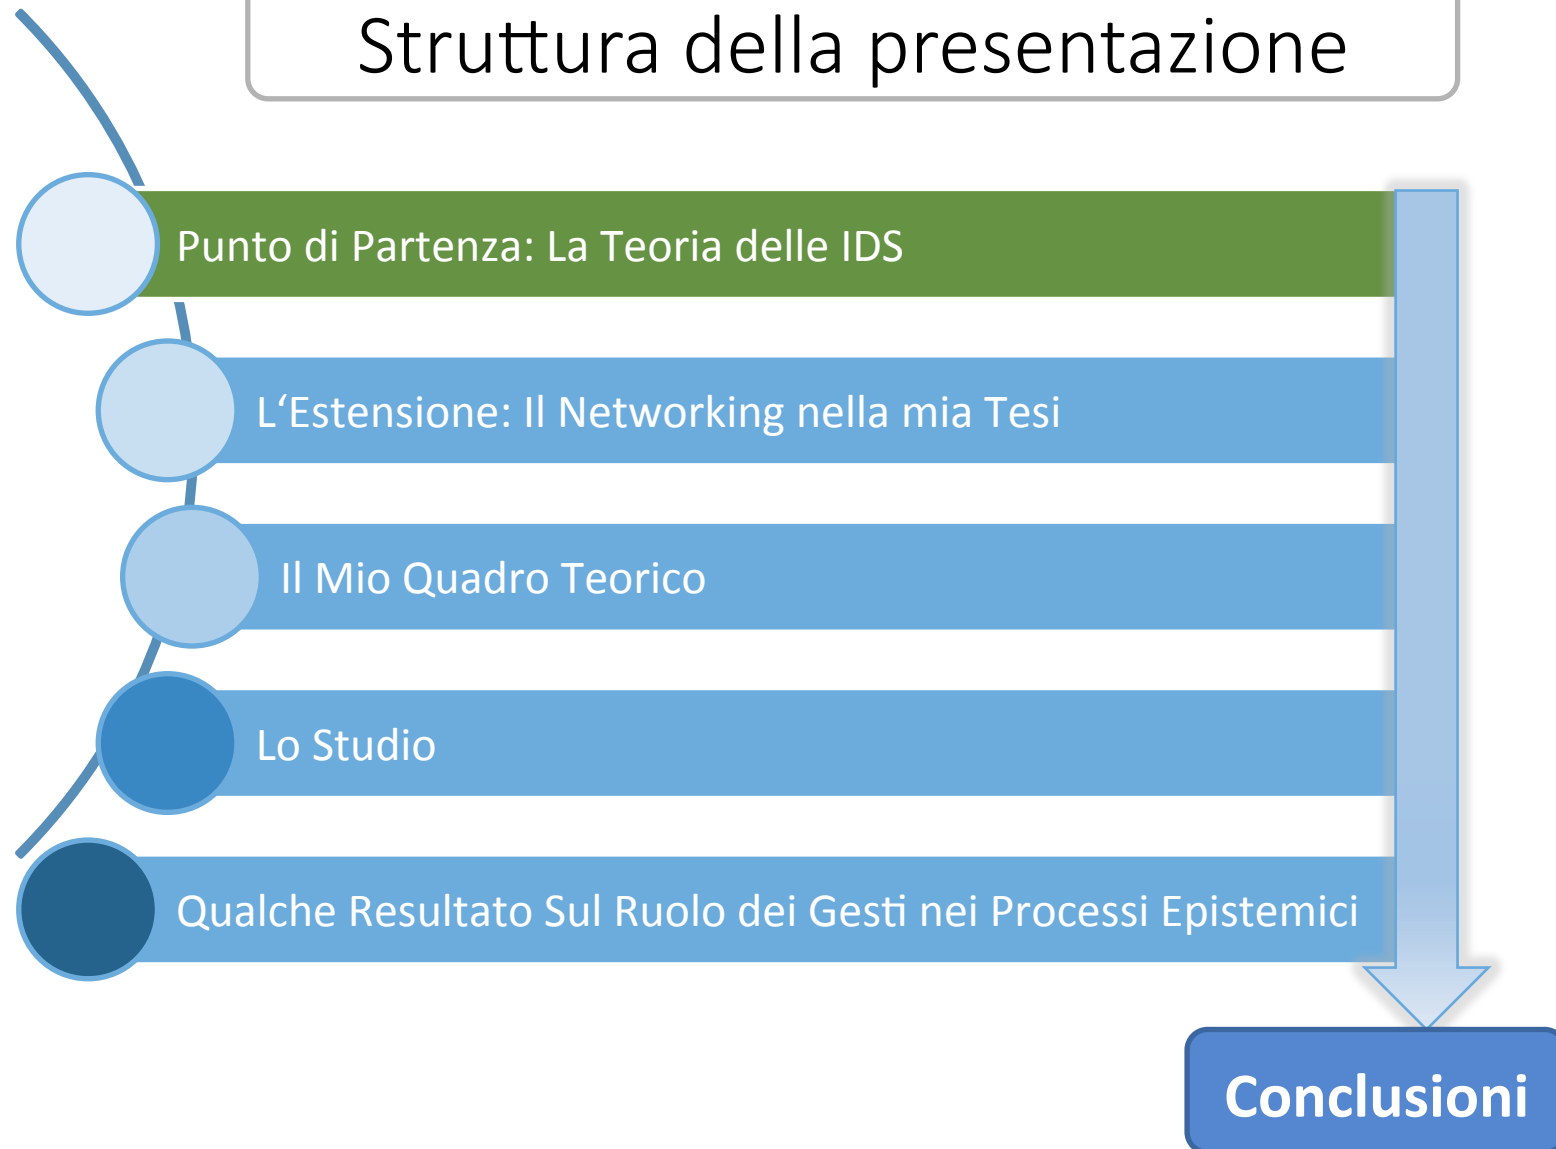 Struttura della presentazione
Punto di Partenza: La Teoria delle IDS
L‘Estensione: Il Networking nella mia Tesi
Il Mio Quadro Teorico
Lo Studio
Qualche Resultato Sul Ruolo dei Gesti nei Processi Epistemici
Conclusioni